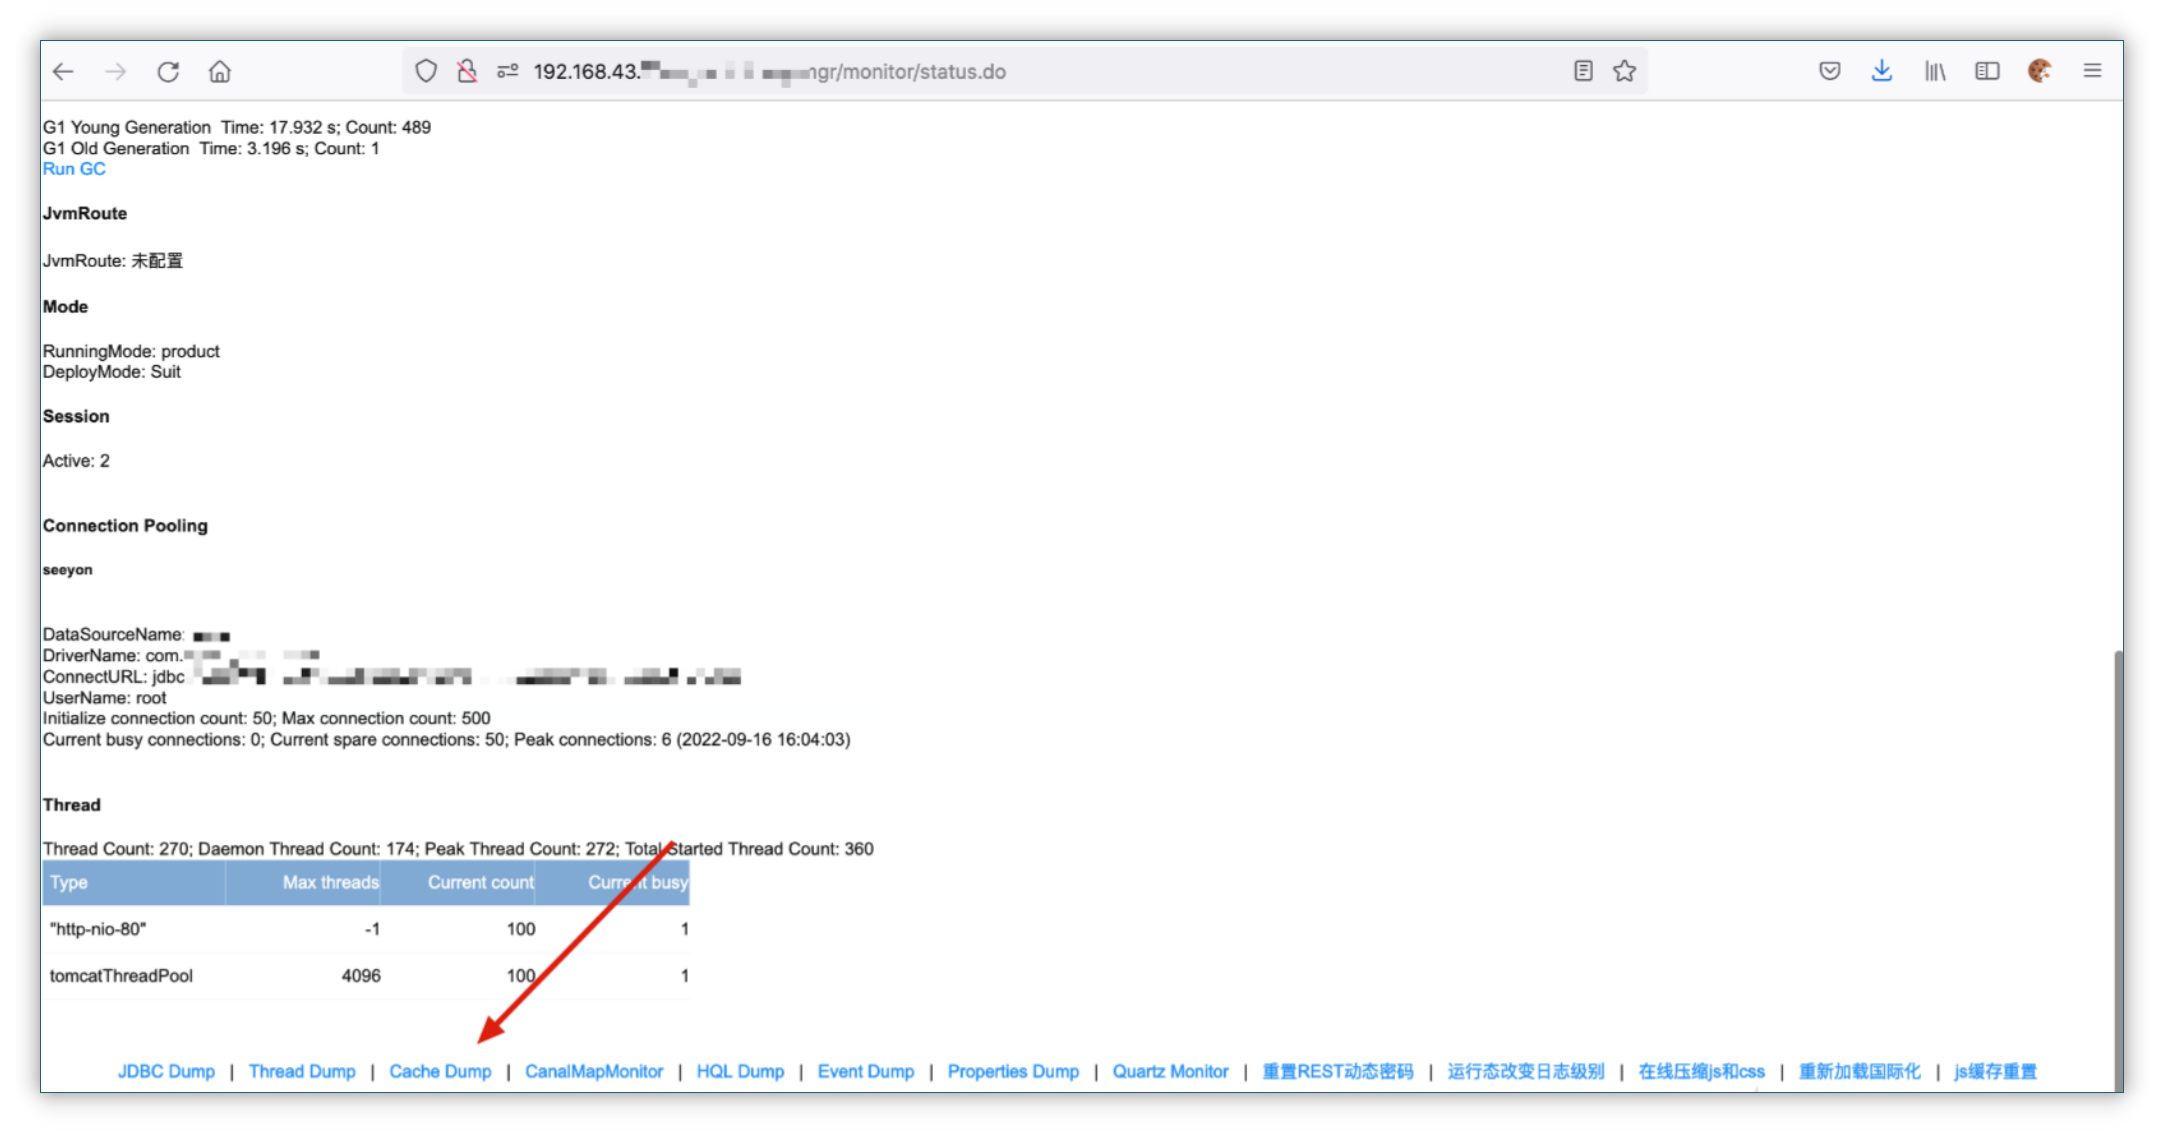 192.168.43. mgr/monitor/status.do
G1 Young Generation Time: 17.932 s; Count: 489
G1 Old Generation Time: 3.196 s; Count: 1
Run GC
JvmRoute
JvmRoute: 未配置
Mode
RunningMode: product
DeployMode: Suit
Session
Active: 2
Connection Pooling
seeyon
DataSourceName:
DriverName: com.
ConnectURL: jdbc
UserName: root
Initialize connection count: 50; Max connection count: 500
Current busy connections: 0; Current spare connections: 50; Peak connections: 6 (2022-09-16 16:04:03)
Thread
Thread Count: 270; Daemon Thread Count: 174; Peak Thread Count: 272; Total Started Thread Count: 360
Type Max threads Current count Current busy
"http-nio-80" -1 100 1
tomcatThreadPool 4096 100 1
JDBC Dump | Thread Dump | Cache Dump | CanalMapMonitor | HQL Dump | Event Dump | Properties Dump | Quartz Monitor | 重置REST动态密码 | 运行态改变日志级别 | 在线压缩js和css | 重新加载国际化 | js缓存重置